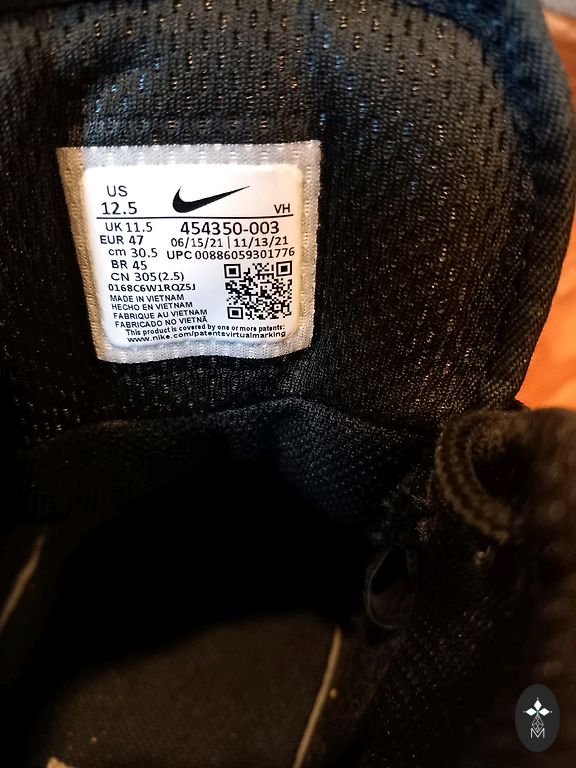 US
12.5
VH
UK 11.5
454350-003
EUR 47
06/15/21 | 11/13/21
cm 30.5
UPC 00886059301776
BR 45
CN 305(2.5)
0168C6W1RQZ5J
MADE IN VIETNAM
HECHO EN VIETNAM
FABRIQUE AU VIETNAM
FABRICADO NO VIETNÃ
This product is covered by one or more patents:
www.nike.com/patentsvirtualmarking
M